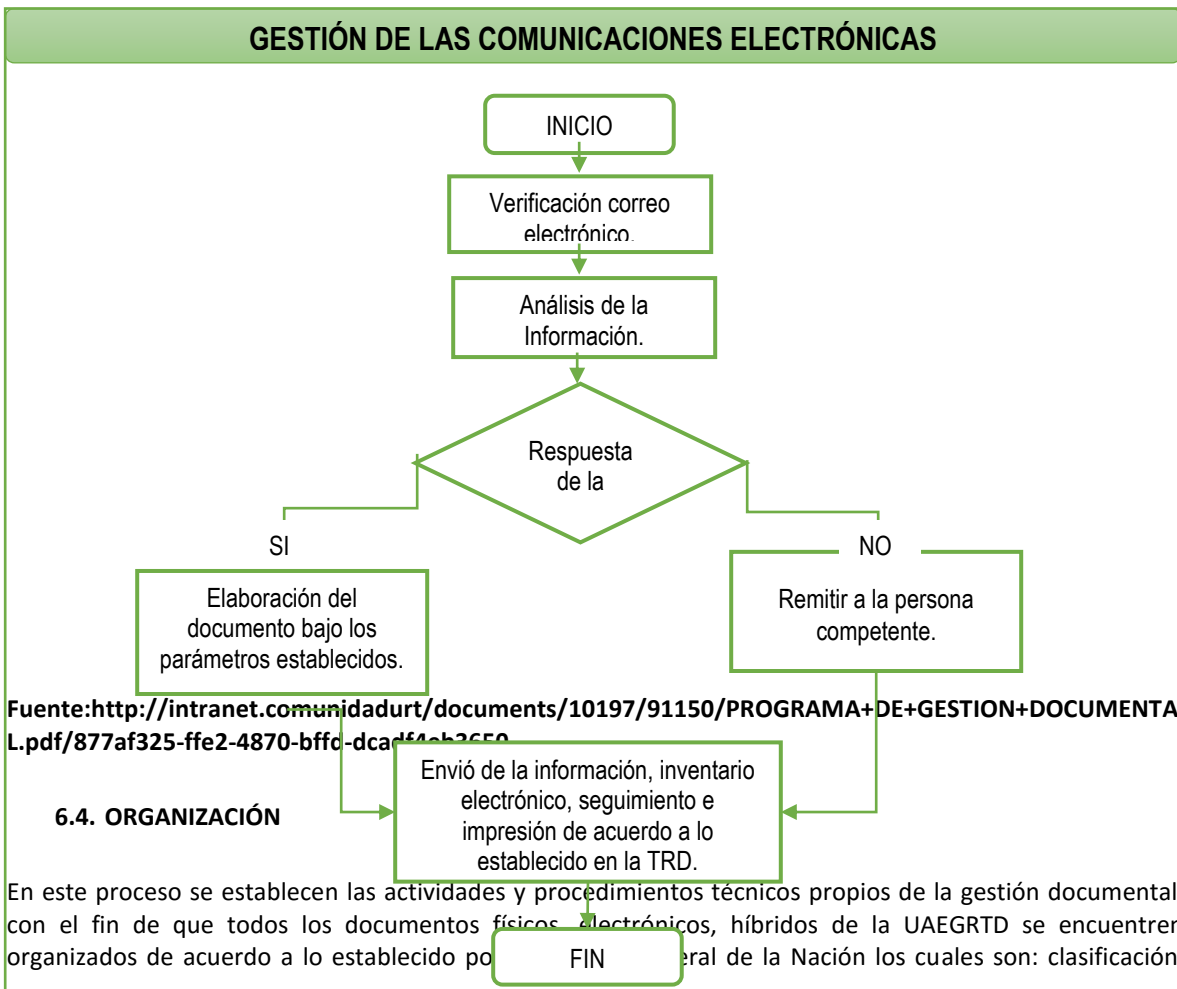 GESTIÓN DE LAS COMUNICACIONES ELECTRÓNICAS
INICIO
Verificación correo
electrónico.
Análisis de la
Información.
Respuesta
de la
SI
NO
Elaboración del
documento bajo los
parámetros establecidos.
Remitir a la persona
competente.
Fuente:http://intranet.comunidadurt/documents/10197/91150/PROGRAMA+DE+GESTION+DOCUMENTA
L.pdf/877af325-ffe2-4870-bffd-dcadf4eb3650
Envió de la información, inventario
electrónico, seguimiento e
impresión de acuerdo a lo
establecido en la TRD.
6.4. ORGANIZACIÓN
En este proceso se establecen las actividades y procedimientos técnicos propios de la gestión documental
con el fin de que todos los documentos físicos, electrónicos, híbridos de la UAEGRTD se encuentren
organizados de acuerdo a lo establecido po eral de la Nación los cuales son: clasificación
FIN